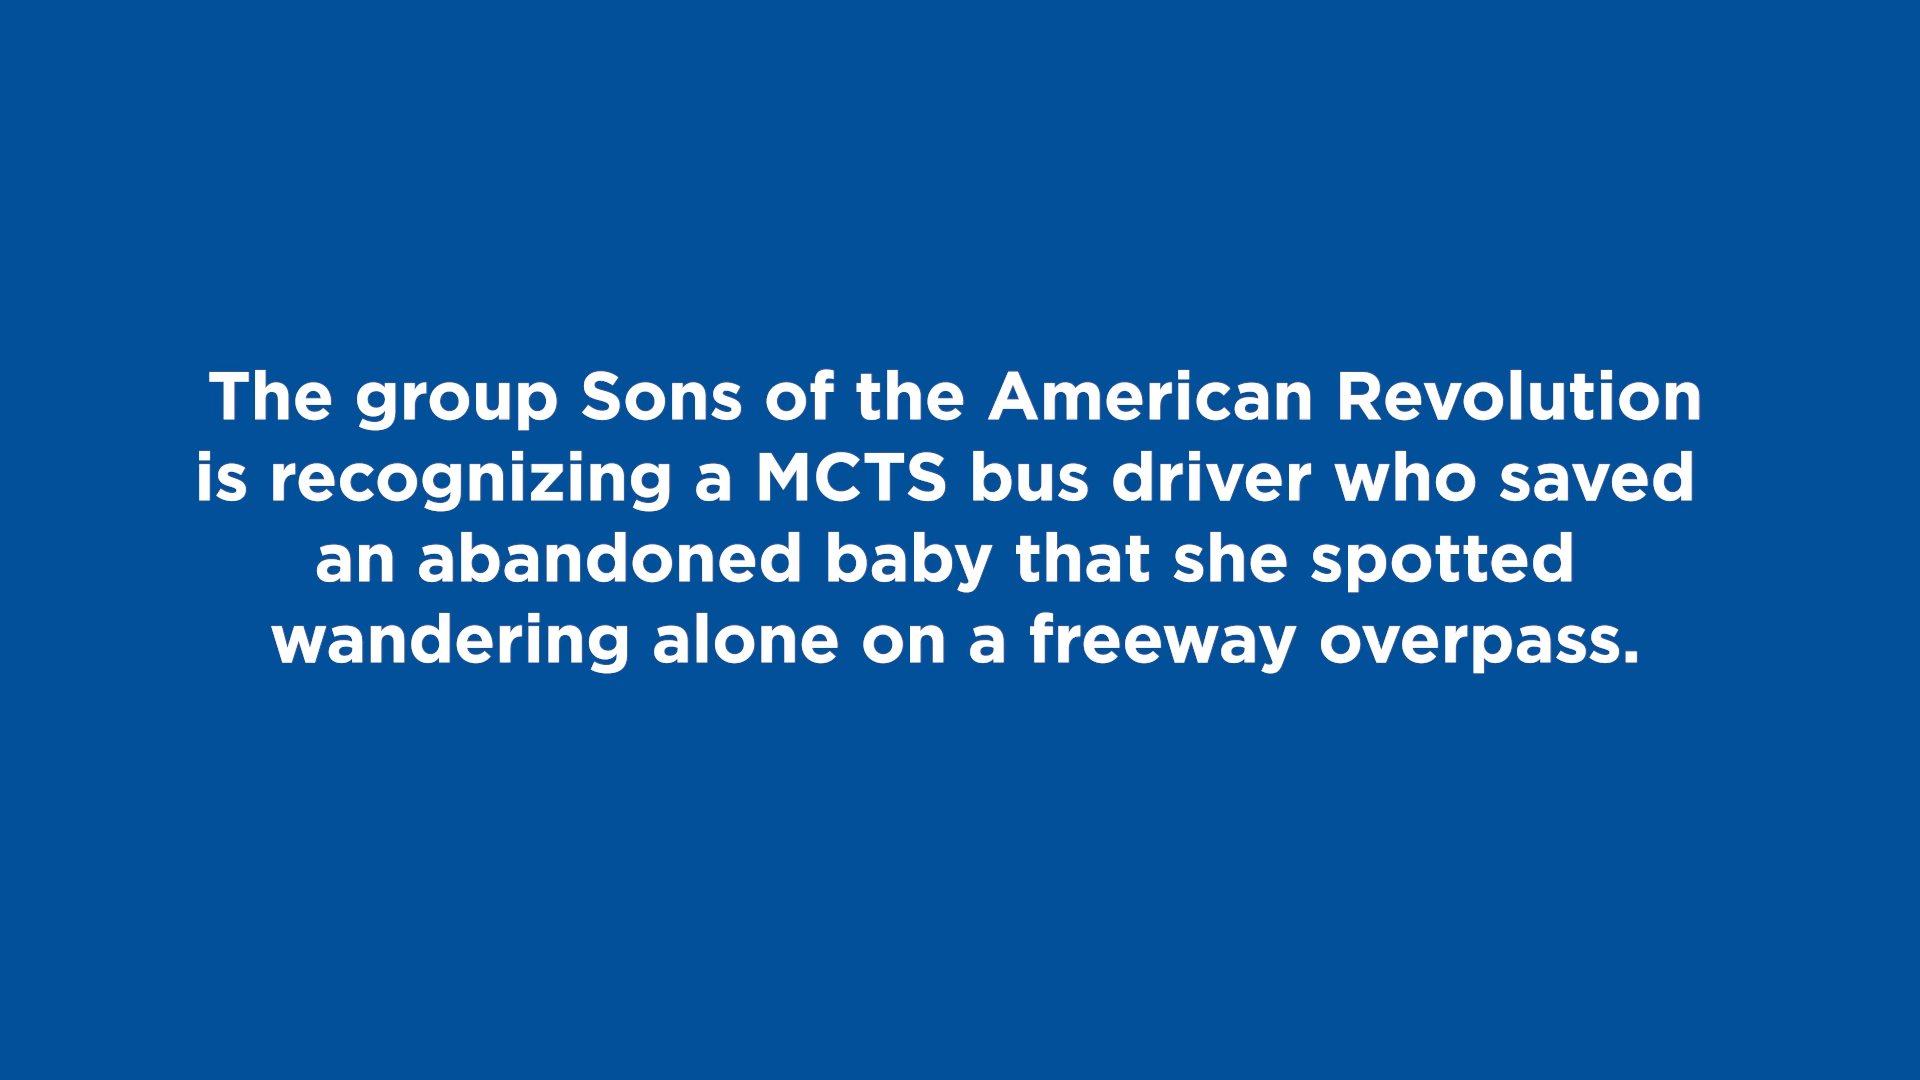 The group Sons of the American Revolution
is recognizing a MCTS bus driver who saved
an abandoned baby that she spotted
wandering alone on a freeway overpass.